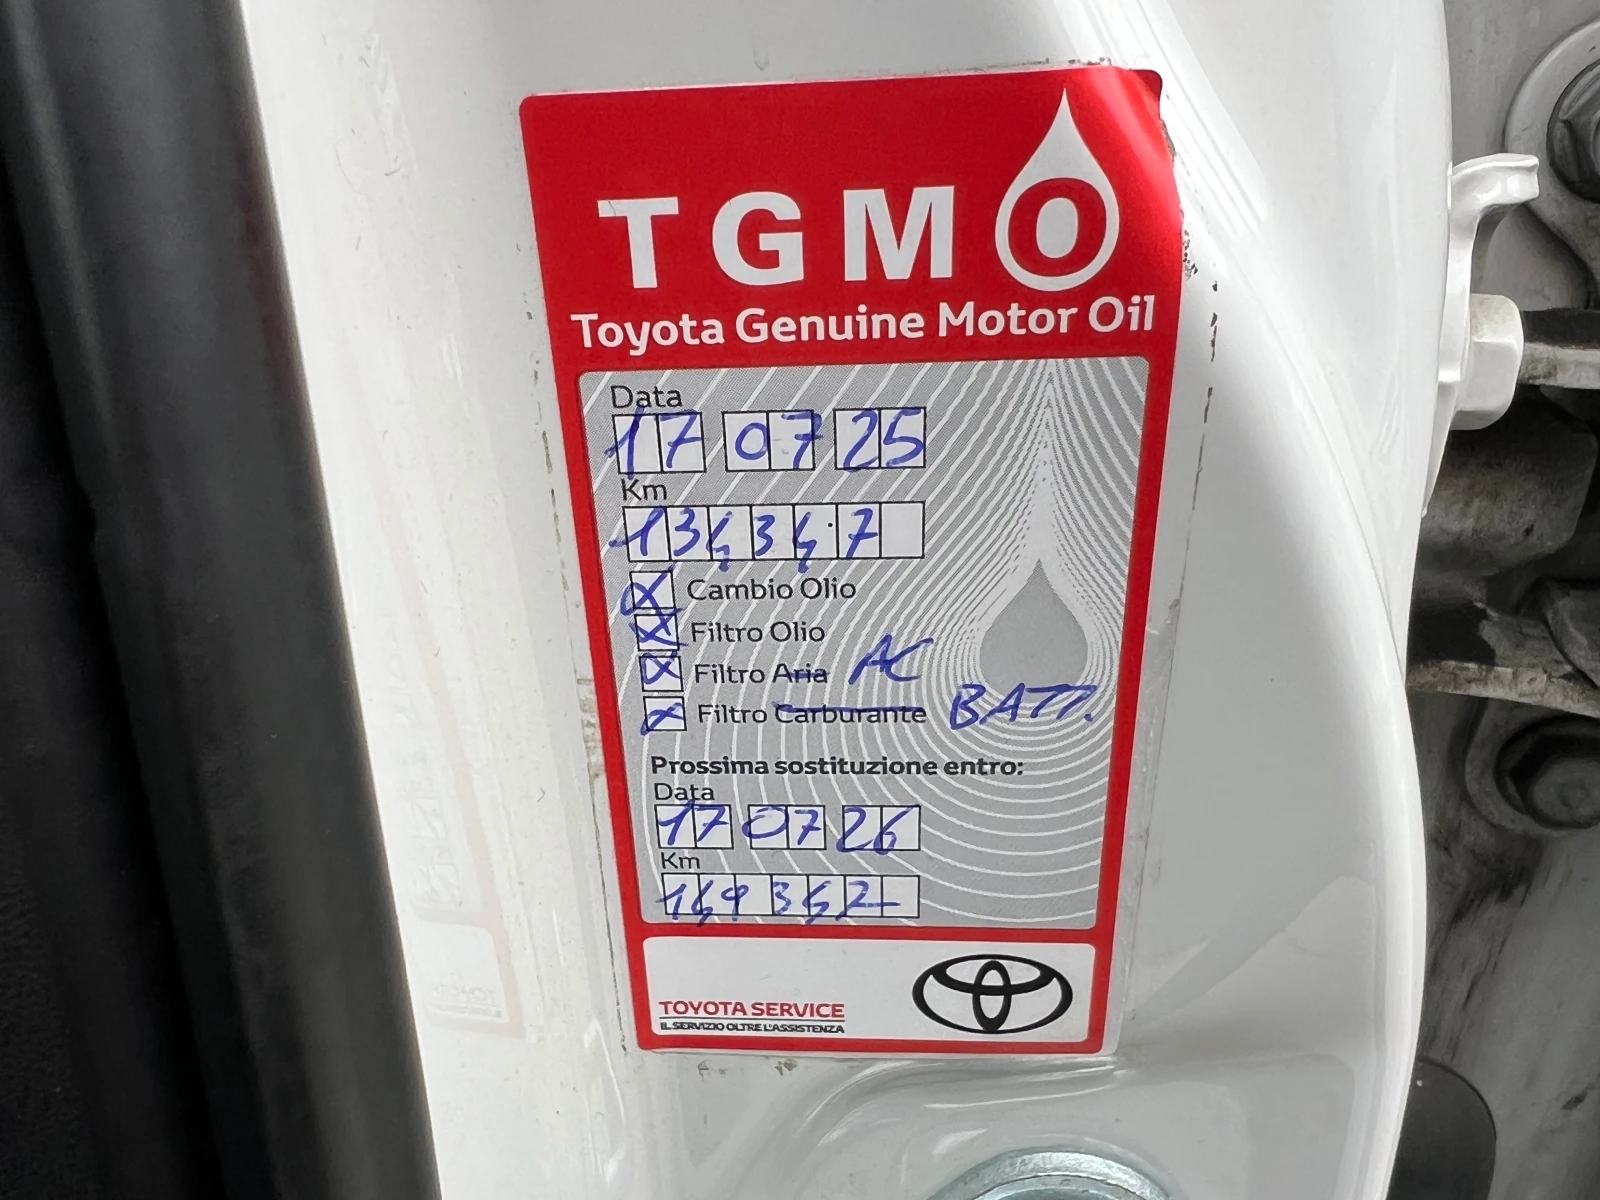 TGMO
Toyota Genuine Motor Oil
Data
17 07 25
Km
134347
Cambio Olio
Filtro Olio
Filtro Aria AC
Filtro Carburante BATT.
Prossima sostituzione entro:
Data
17 07 26
Km
149347
TOYOTA SERVICE
IL SERVIZIO OLTRE L'ASSISTENZA